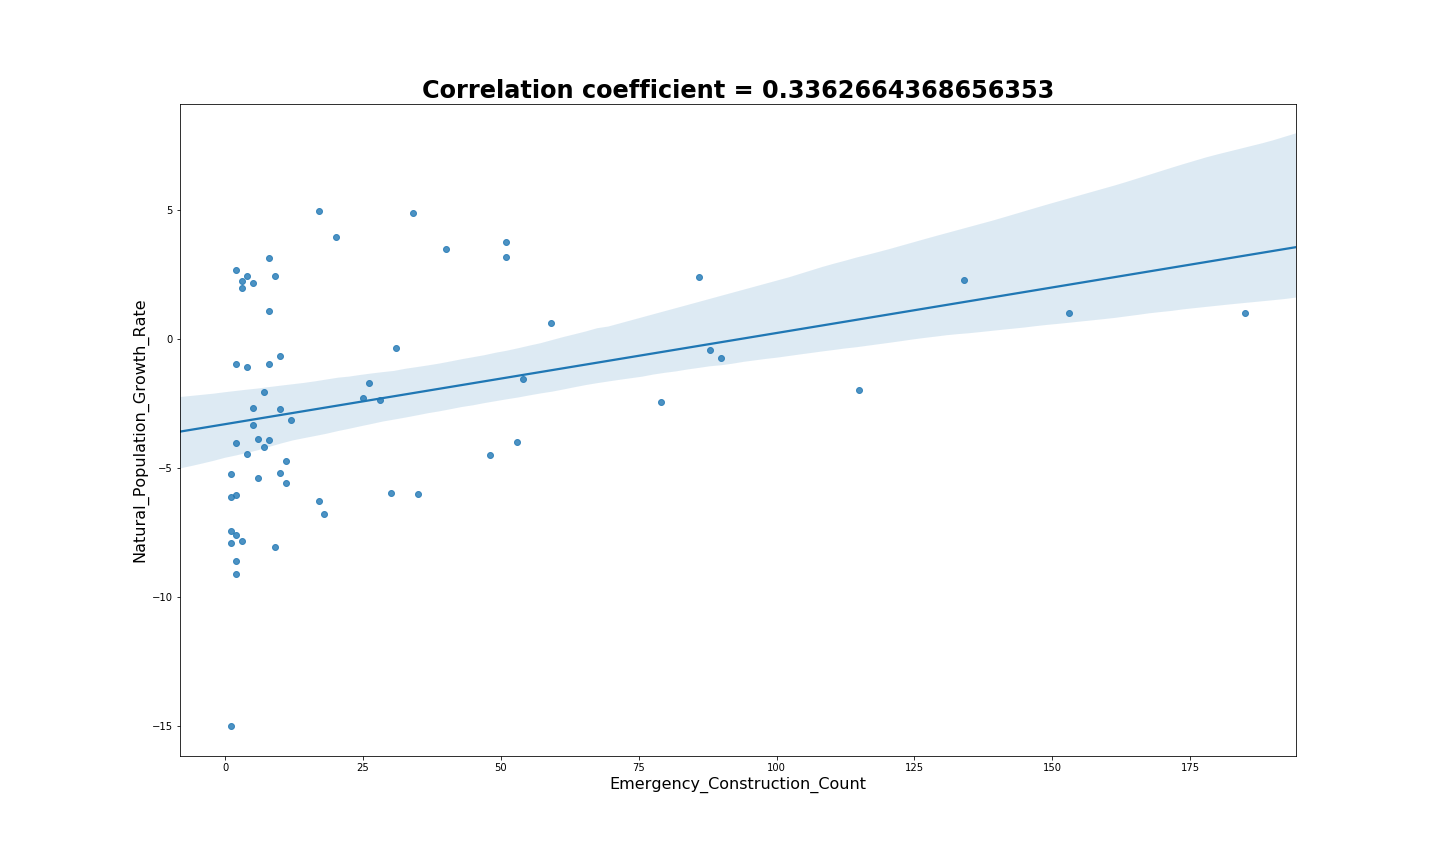 Correlation coefficient = 0.3362664368656353
Natural_Population_Growth_Rate
5
0
−5
−10
−15
0 25 50 75 100 125 150 175
Emergency_Construction_Count